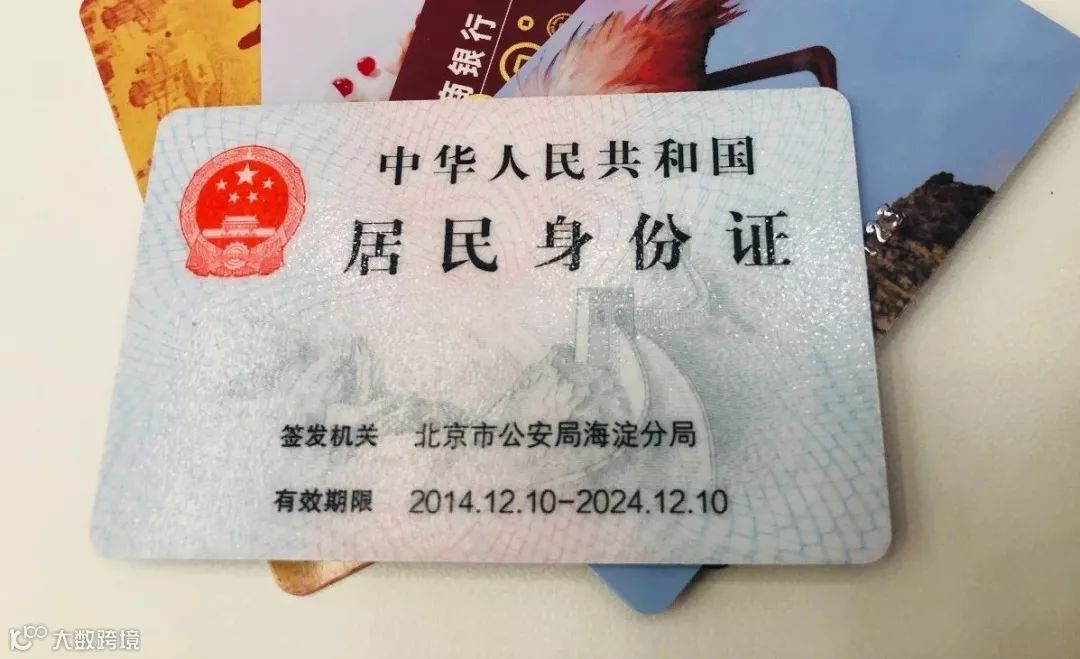 商银行
中华人民共和国
居民身份证
签发机关 北京市公安局海淀分局
有效期限 2014.12.10-2024.12.10
大数跨境